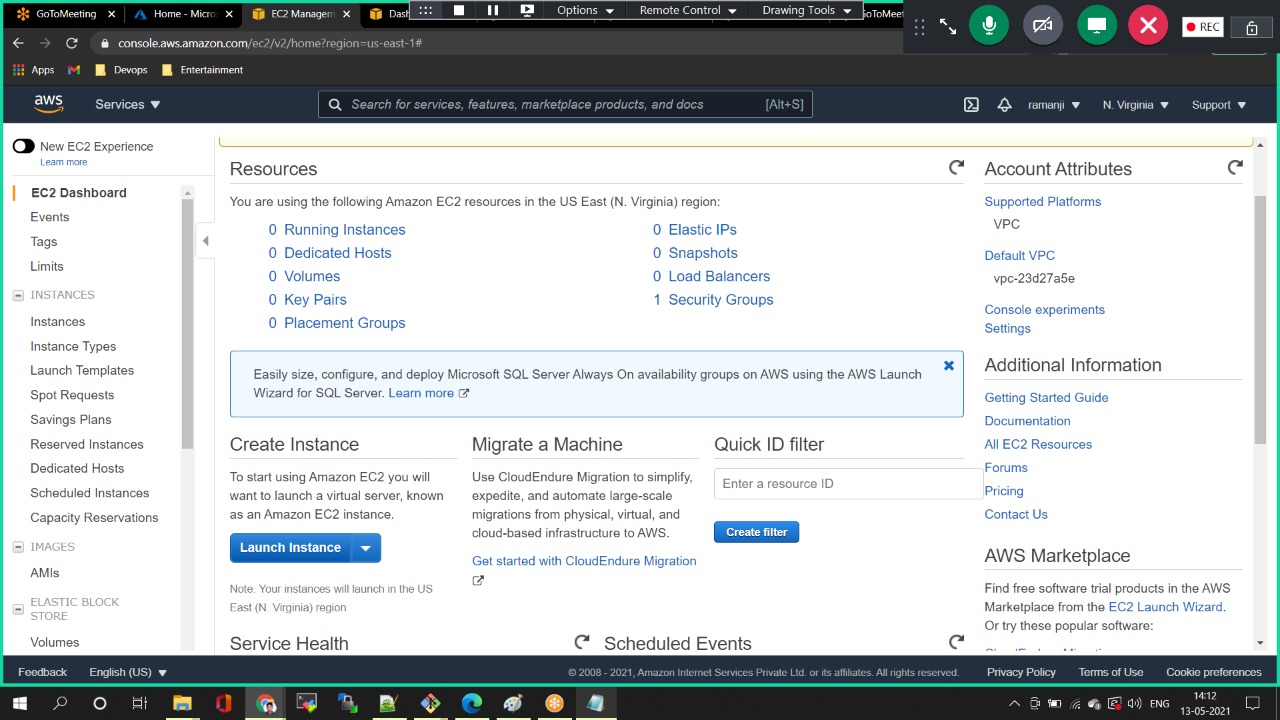 GoToMeeting
Home - Micros
EC2 Managem
Das
Options
Remote Control
Drawing Tools
oToMeet
REC
console.aws.amazon.com/ec2/v2/home?region=us-east-1#
Apps
Devops
Entertainment
aws
Services
Search for services, features, marketplace products, and docs
[Alt+S]
ramanji
N. Virginia
Support
New EC2 Experience
Learn more
EC2 Dashboard
Events
Tags
Limits
INSTANCES
Instances
Instance Types
Launch Templates
Spot Requests
Savings Plans
Reserved Instances
Dedicated Hosts
Scheduled Instances
Capacity Reservations
IMAGES
AMIs
ELASTIC BLOCK
STORE
Volumes
Resources
You are using the following Amazon EC2 resources in the US East (N. Virginia) region:
0 Running Instances
0 Elastic IPs
0 Dedicated Hosts
0 Snapshots
0 Volumes
0 Load Balancers
0 Key Pairs
1 Security Groups
0 Placement Groups
Easily size, configure, and deploy Microsoft SQL Server Always On availability groups on AWS using the AWS Launch
Wizard for SQL Server. Learn more
Create Instance
To start using Amazon EC2 you will
want to launch a virtual server, known
as an Amazon EC2 instance.
Launch Instance
Note: Your instances will launch in the US
East (N. Virginia) region
Migrate a Machine
Use CloudEndure Migration to simplify,
expedite, and automate large-scale
migrations from physical, virtual, and
cloud-based infrastructure to AWS.
Get started with CloudEndure Migration
Quick ID filter
Enter a resource ID
Create filter
Service Health
Scheduled Events
Account Attributes
Supported Platforms
VPC
Default VPC
vpc-23d27a5e
Console experiments
Settings
Additional Information
Getting Started Guide
Documentation
All EC2 Resources
Forums
Pricing
Contact Us
AWS Marketplace
Find free software trial products in the AWS
Marketplace from the EC2 Launch Wizard.
Or try these popular software:
Feedback
English (US)
© 2008 - 2021, Amazon Internet Services Private Ltd. or its affiliates. All rights reserved.
Privacy Policy
Terms of Use
Cookie preferences
ENG
14:12
13-05-2021